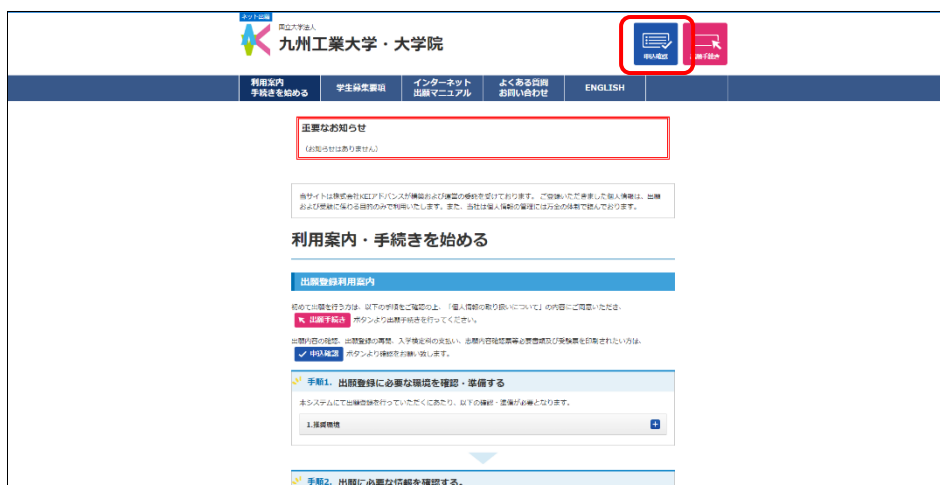 ネット出願
国立大学法人
九州工業大学・大学院
申込確認
出願手続き
利用案内
手続きを始める
学生募集要項
インターネット
出願マニュアル
よくある質問
お問い合わせ
ENGLISH
重要なお知らせ
(お知らせはありません)
当サイトは株式会社KEIアドバンスが構築および運営の委託を受けております。 ご登録いただきました個人情報は、出願
および受験に係わる目的のみで利用いたします。また、当社は個人情報の管理には万全の体制で臨んでおります。
利用案内・手続きを始める
出願登録利用案内
初めて出願を行う方は、以下の手順をご確認の上、「個人情報の取り扱いについて」の内容にご同意いただき、
出願手続き ボタンより出願手続きを行ってください。
出願内容の確認、出願登録の再開、入学検定料の支払い、出願内容確認票等必要書類及び受験票を印刷されたい方は、
申込確認 ボタンより確認をお願い致します。
手順1. 出願登録に必要な環境を確認・準備する
本システムにて出願登録を行っていただくにあたり、以下の確認・準備が必要となります。
1.推奨環境
手順2. 出願に必要な情報を確認する。